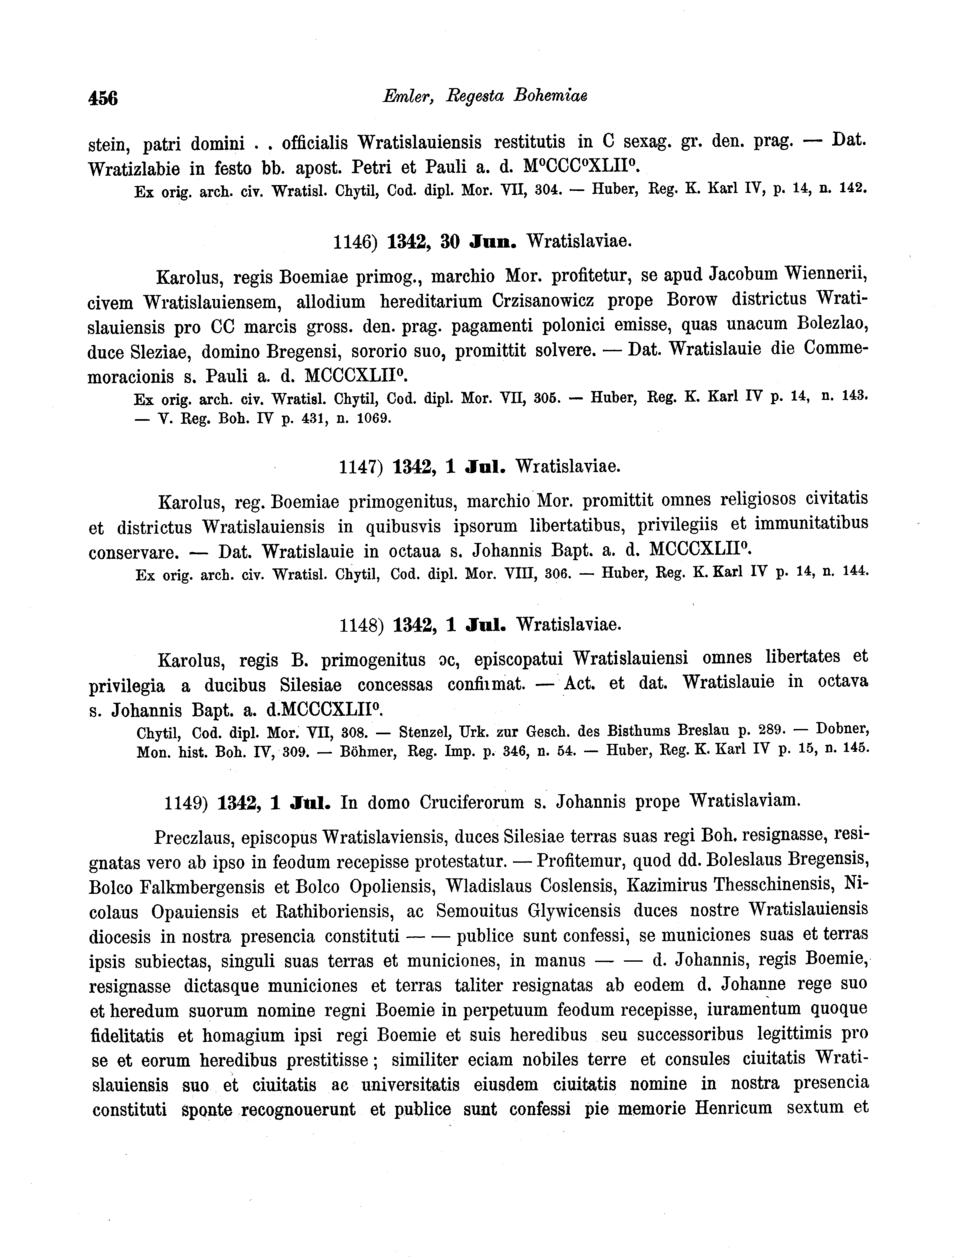 456
Emler, Regesta Bohemiae
stein, patri domini . . officialis Wratislauiensis restitutis in C sexag. gr. den. prag. — Dat.
Wratizlabie in festo bb. apost. Petri et Pauli a. d. M⁰CCC⁰XLII⁰.
Ex orig. arch. civ. Wratisl. Chytil, Cod. dipl. Mor. VII, 304. — Huber, Reg. K. Karl IV, p. 14, n. 142.
1146) 1342, 30 Jun. Wratislaviae.
Karolus, regis Boemiae primog., marchio Mor. profitetur, se apud Jacobum Wiennerii,
civem Wratislauiensem, allodium hereditarium Crzisanowicz prope Borow districtus Wrati-
slauiensis pro CC marcis gross. den. prag. pagamenti polonici emisse, quas unacum Bolezlao,
duce Sleziae, domino Bregensi, sororio suo, promittit solvere. — Dat. Wratislauie die Comme-
moracionis s. Pauli a. d. MCCCXLII⁰.
Ex orig. arch. civ. Wratisl. Chytil, Cod. dipl. Mor. VII, 305. — Huber, Reg. K. Karl IV p. 14, n. 143.
— V. Reg. Boh. IV p. 431, n. 1069.
1147) 1342, 1 Jul. Wratislaviae.
Karolus, reg. Boemiae primogenitus, marchio Mor. promittit omnes religiosos civitatis
et districtus Wratislauiensis in quibusvis ipsorum libertatibus, privilegiis et immunitatibus
conservare. — Dat. Wratislauie in octaua s. Johannis Bapt. a. d. MCCCXLII⁰.
Ex orig. arch. civ. Wratisl. Chytil, Cod. dipl. Mor. VIII, 306. — Huber, Reg. K. Karl IV p. 14, n. 144.
1148) 1342, 1 Jul. Wratislaviae.
Karolus, regis B. primogenitus ɔc, episcopatui Wratislauiensi omnes libertates et
privilegia a ducibus Silesiae concessas confirmat. — Act. et dat. Wratislauie in octava
s. Johannis Bapt. a. d.MCCCXLII⁰.
Chytil, Cod. dipl. Mor. VII, 308. — Stenzel, Urk. zur Gesch. des Bisthums Breslau p. 289. — Dobner,
Mon. hist. Boh. IV, 309. — Böhmer, Reg. Imp. p. 346, n. 54. — Huber, Reg. K. Karl IV p. 15, n. 145.
1149) 1342, 1 Jul. In domo Cruciferorum s. Johannis prope Wratislaviam.
Preczlaus, episcopus Wratislaviensis, duces Silesiae terras suas regi Boh. resignasse, resi-
gnatas vero ab ipso in feodum recepisse protestatur. — Profitemur, quod dd. Boleslaus Bregensis,
Bolco Falkmbergensis et Bolco Opoliensis, Wladislaus Coslensis, Kazimirus Thesschinensis, Ni-
colaus Opauiensis et Rathiboriensis, ac Semouitus Glywicensis duces nostre Wratislauiensis
diocesis in nostra presencia constituti — — publice sunt confessi, se municiones suas et terras
ipsis subiectas, singuli suas terras et municiones, in manus — — d. Johannis, regis Boemie,
resignasse dictasque municiones et terras taliter resignatas ab eodem d. Johanne rege suo
et heredum suorum nomine regni Boemie in perpetuum feodum recepisse, iuramentum quoque
fidelitatis et homagium ipsi regi Boemie et suis heredibus seu successoribus legittimis pro
se et eorum heredibus prestitisse; similiter eciam nobiles terre et consules ciuitatis Wrati-
slauiensis suo et ciuitatis ac universitatis eiusdem ciuitatis nomine in nostra presencia
constituti sponte recognouerunt et publice sunt confessi pie memorie Henricum sextum et